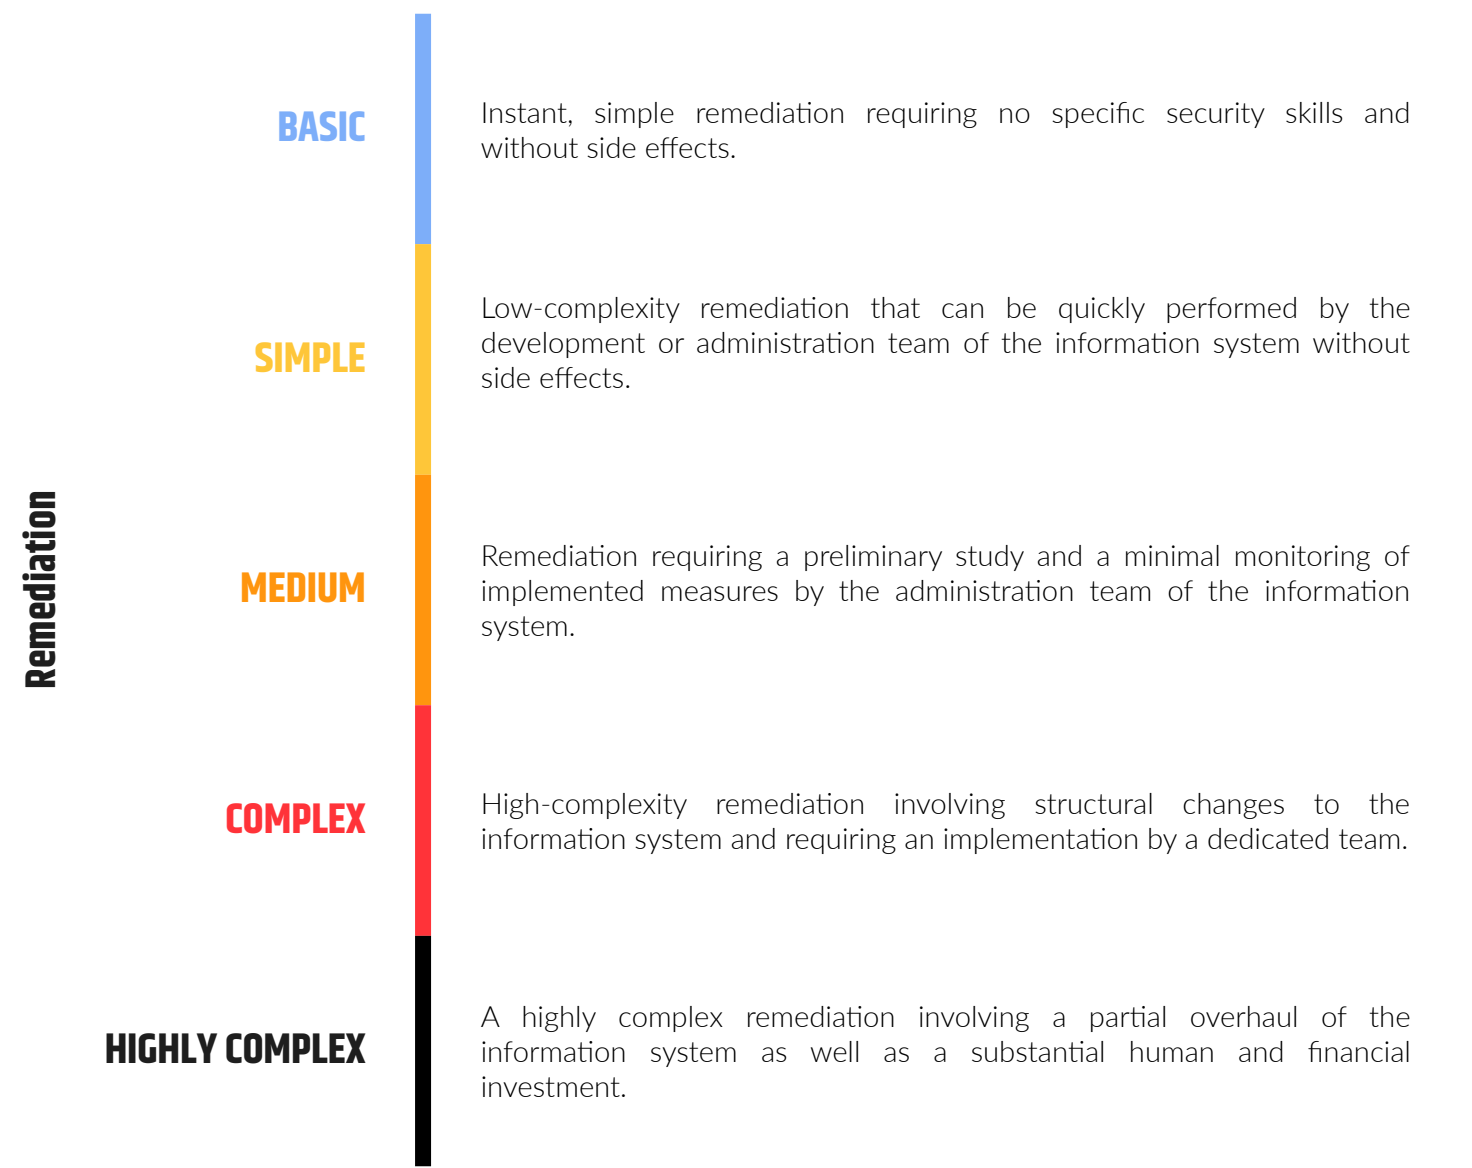 Remediation
BASIC
Instant, simple remediation requiring no specific security skills and
without side effects.
SIMPLE
Low-complexity remediation that can be quickly performed by the
development or administration team of the information system without
side effects.
MEDIUM
Remediation requiring a preliminary study and a minimal monitoring of
implemented measures by the administration team of the information
system.
COMPLEX
High-complexity remediation involving structural changes to the
information system and requiring an implementation by a dedicated team.
HIGHLY COMPLEX
A highly complex remediation involving a partial overhaul of the
information system as well as a substantial human and financial
investment.